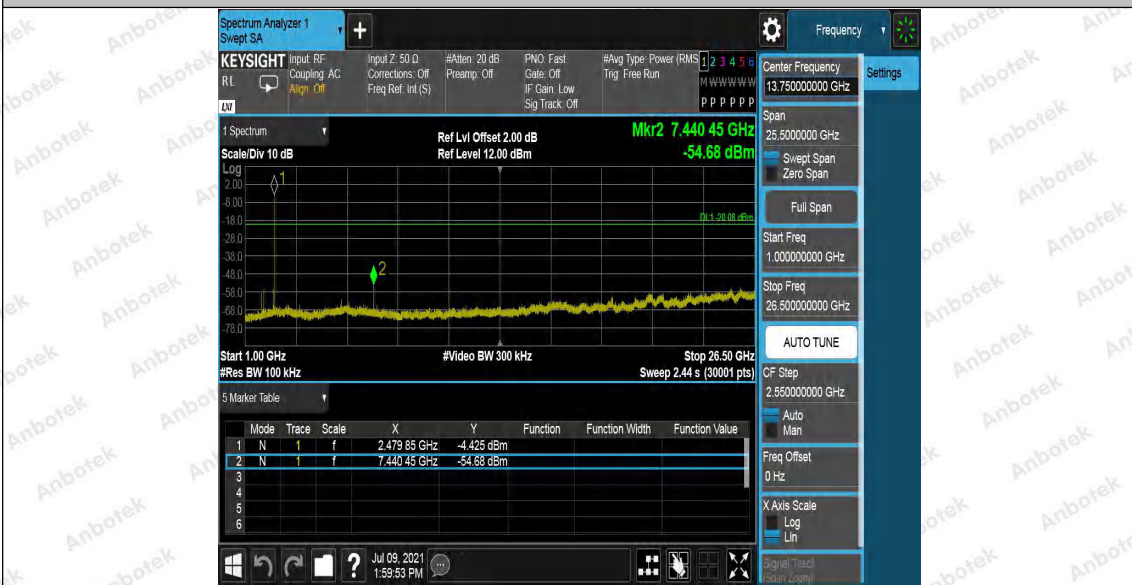 Spectrum Analyzer 1
Swept SA
+
Frequency
KEYSIGHT
Input: RF
Input Z: 50 Ω
#Atten: 20 dB
PNO: Fast
#Avg Type: Power (RMS
1 2 3 4 5 6
RL
Coupling: AC
Corrections: Off
Preamp: Off
Gate: Off
Trig: Free Run
Align: Off
Freq Ref: Int (S)
IF Gain: Low
M W W W W W
LNI
Sig Track: Off
P P P P P P
Center Frequency
13.750000000 GHz
Settings
1 Spectrum
Ref Lvl Offset 2.00 dB
Mkr2 7.440 45 GHz
Scale/Div 10 dB
Ref Level 12.00 dBm
-54.68 dBm
Span
25.5000000 GHz
Swept Span
Zero Span
Log
2.00
-8.00
-18.0
-28.0
-38.0
-48.0
-58.0
-68.0
-78.0
1
2
DL1 -20.08 dBm
Full Span
Start Freq
1.000000000 GHz
Stop Freq
26.500000000 GHz
AUTO TUNE
Start 1.00 GHz
#Video BW 300 kHz
Stop 26.50 GHz
#Res BW 100 kHz
Sweep 2.44 s (30001 pts)
CF Step
2.550000000 GHz
Auto
Man
5 Marker Table
Mode Trace Scale X Y Function Function Width Function Value
1 N 1 f 2.479 85 GHz -4.425 dBm
2 N 1 f 7.440 45 GHz -54.68 dBm
3
4
5
6
Freq Offset
0 Hz
X Axis Scale
Log
Lin
Signal Track
(Span Zoom)
?
Jul 09, 2021
1:59:53 PM
Anbotek